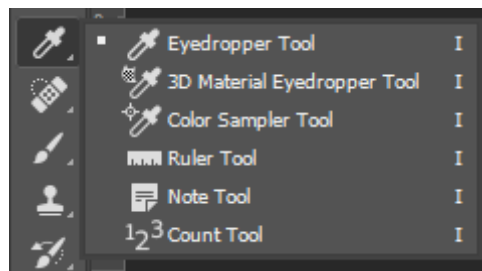 Eyedropper Tool I
3D Material Eyedropper Tool I
Color Sampler Tool I
Ruler Tool I
Note Tool I
123 Count Tool I